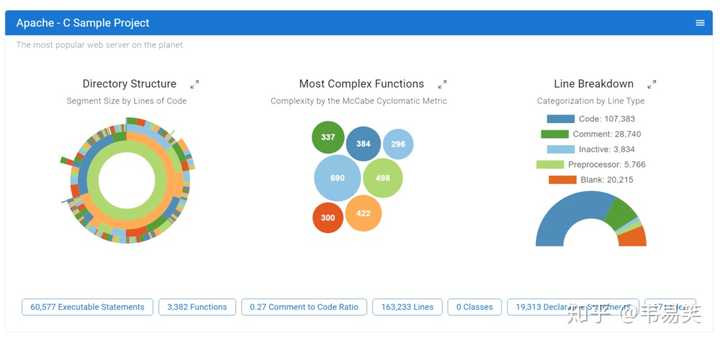 Apache - C Sample Project
The most popular web server on the planet
Directory Structure
Segment Size by Lines of Code
Most Complex Functions
Complexity by the McCabe Cyclomatic Metric
337
384
296
690
498
422
300
Line Breakdown
Categorization by Line Type
Code: 107,383
Comment: 28,740
Inactive: 3,834
Preprocessor: 5,766
Blank: 20,215
60,577 Executable Statements
3,382 Functions
0.27 Comment to Code Ratio
163,233 Lines
0 Classes
19,313 Declarative Statements
知乎 @韦易笑